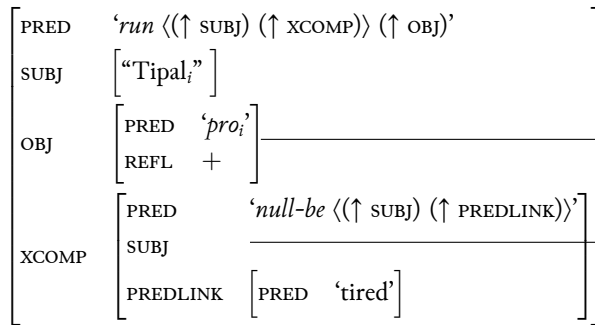 PRED ‘run ⟨(↑ SUBJ) (↑ XCOMP)⟩ (↑ OBJ)’
SUBJ [“Tipalᵢ” ]
OBJ [PRED ‘proᵢ’
REFL +]
XCOMP [PRED ‘null-be ⟨(↑ SUBJ) (↑ PREDLINK)⟩’
SUBJ
PREDLINK [PRED ‘tired’]]